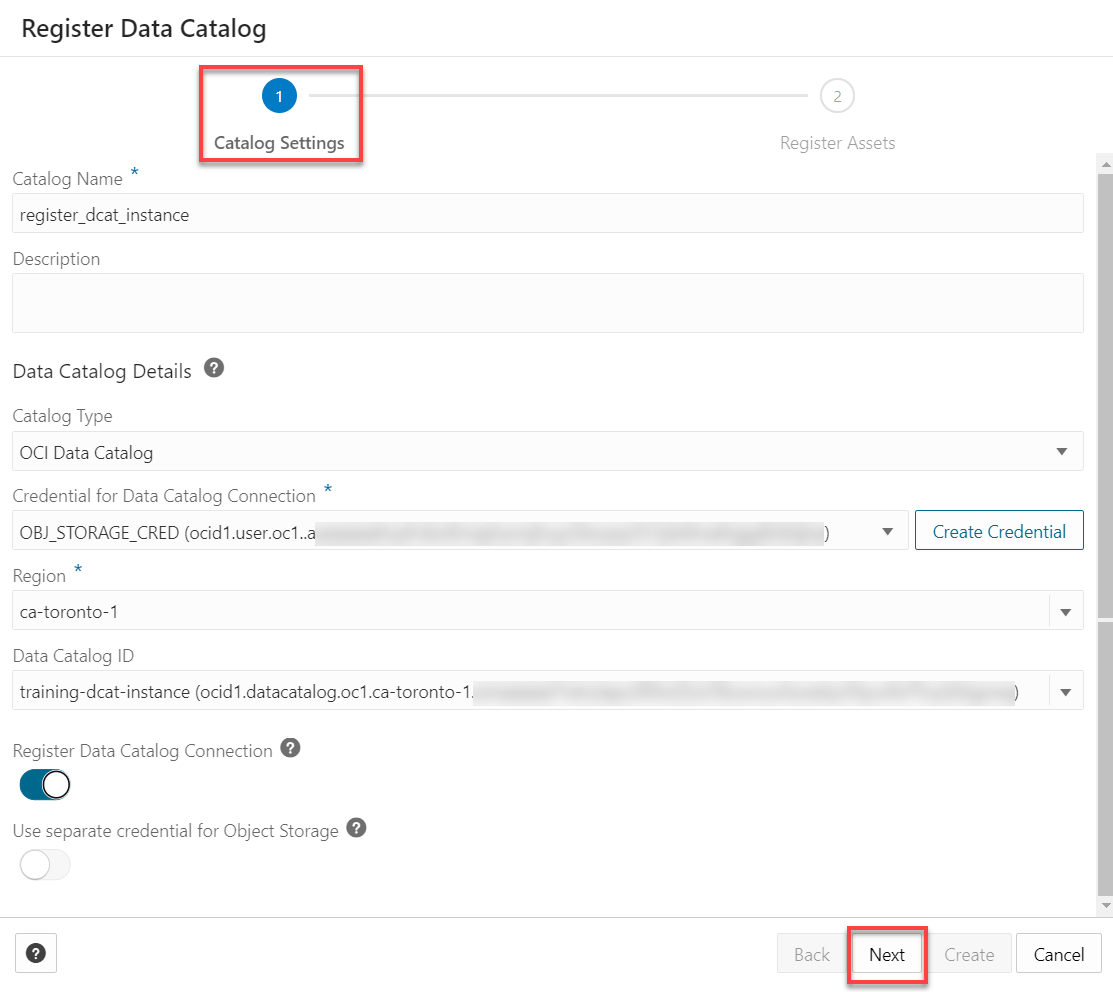 Register Data Catalog
1
2
Catalog Settings
Register Assets
Catalog Name *
register_dcat_instance
Description
Data Catalog Details ?
Catalog Type
OCI Data Catalog
Credential for Data Catalog Connection *
OBJ_STORAGE_CRED (ocid1.user.oc1..a )
Create Credential
Region *
ca-toronto-1
Data Catalog ID
training-dcat-instance (ocid1.datacatalog.oc1.ca-toronto-1. )
Register Data Catalog Connection ?
Use separate credential for Object Storage ?
? Back Next Create Cancel